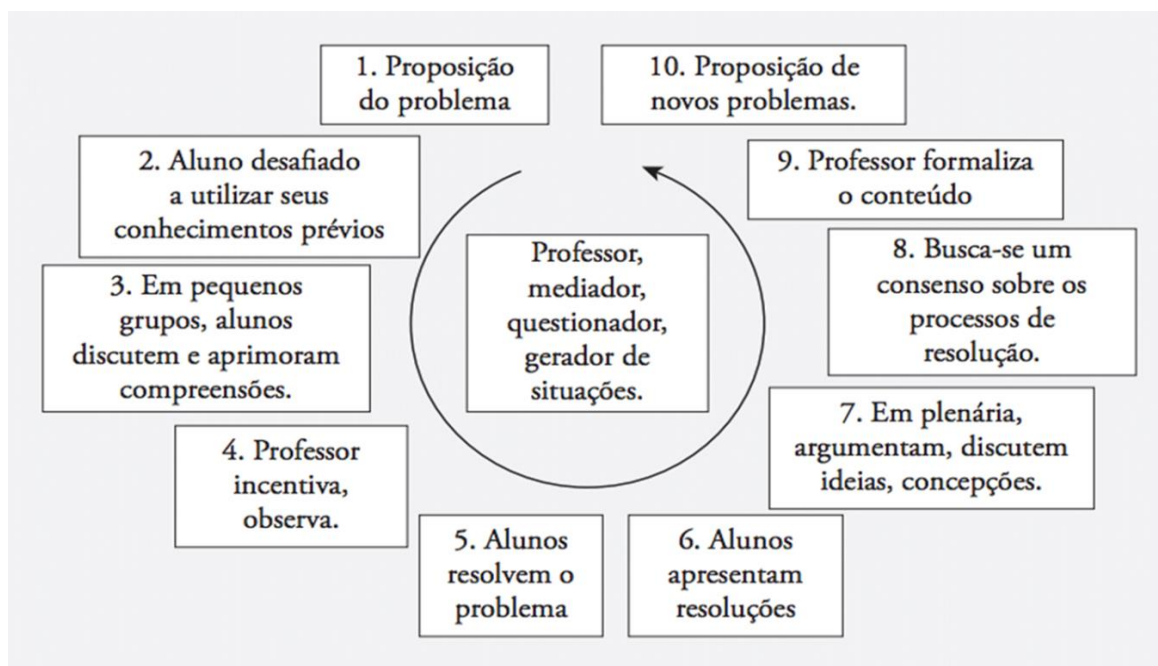 1. Proposição
do problema
2. Aluno desafiado
a utilizar seus
conhecimentos prévios
3. Em pequenos
grupos, alunos
discutem e aprimoram
compreensões.
4. Professor
incentiva,
observa.
5. Alunos
resolvem o
problema
6. Alunos
apresentam
resoluções
7. Em plenária,
argumentam, discutem
ideias, concepções.
8. Busca-se um
consenso sobre os
processos de
resolução.
9. Professor formaliza
o conteúdo
10. Proposição de
novos problemas.
Professor,
mediador,
questionador,
gerador de
situações.